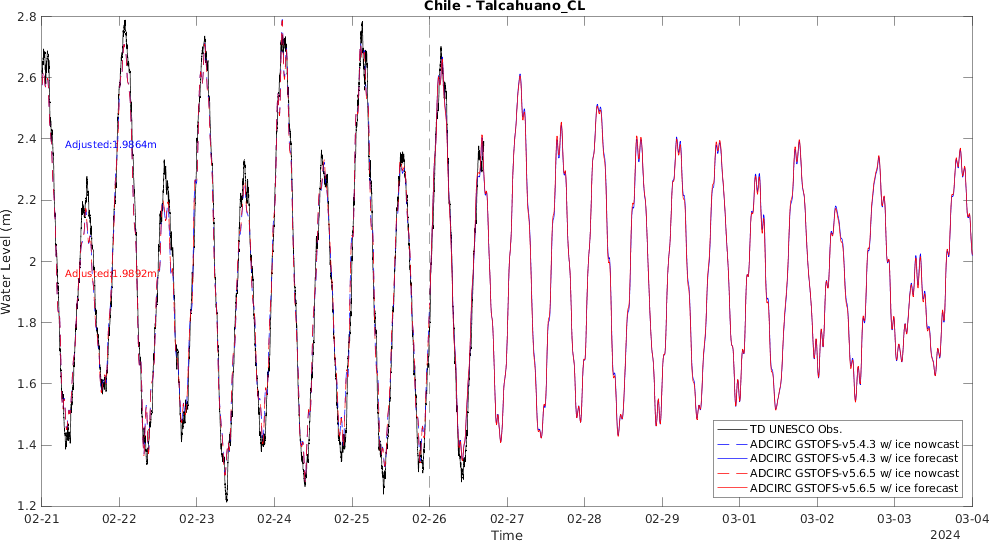 Chile - Talcahuano_CL
2.8
2.6
2.4
2.2
2
1.8
1.6
1.4
1.2
Water Level (m)
Adjusted:1.9864m
Adjusted:1.9892m
TD UNESCO Obs.
ADCIRC GSTOFS-v5.4.3 w/ ice nowcast
ADCIRC GSTOFS-v5.4.3 w/ ice forecast
ADCIRC GSTOFS-v5.6.5 w/ ice nowcast
ADCIRC GSTOFS-v5.6.5 w/ ice forecast
02-21 02-22 02-23 02-24 02-25 02-26 02-27 02-28 02-29 03-01 03-02 03-03 03-04
Time
2024